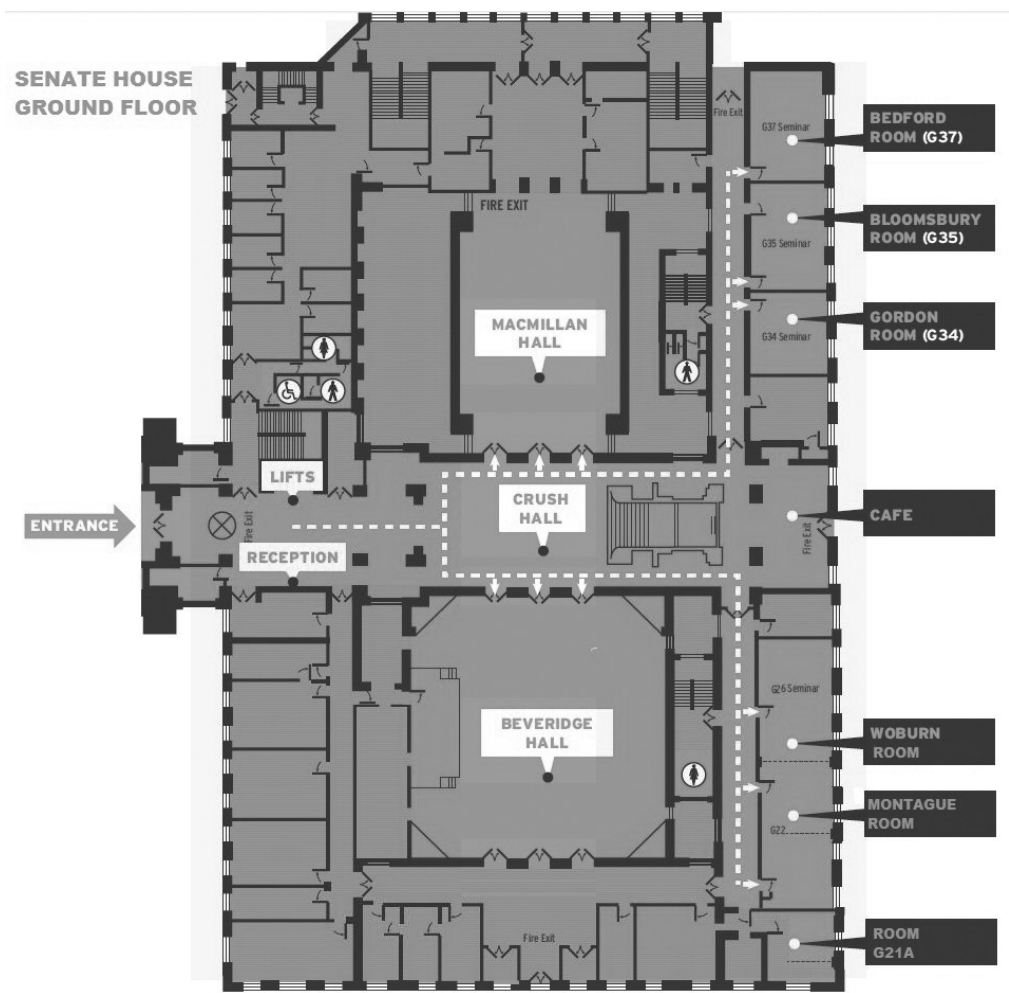 SENATE HOUSE
GROUND FLOOR
BEDFORD
ROOM (G37)
G37 Seminar
Fire Exit
BLOOMSBURY
ROOM (G35)
G35 Seminar
FIRE EXIT
GORDON
ROOM (G34)
G34 Seminar
MACMILLAN
HALL
LIFTS
CRUSH
HALL
CAFE
ENTRANCE
Fire Exit
Fire Exit
RECEPTION
G26 Seminar
BEVERIDGE
HALL
WOBURN
ROOM
MONTAGUE
ROOM
G22
Fire Exit
ROOM
G21A